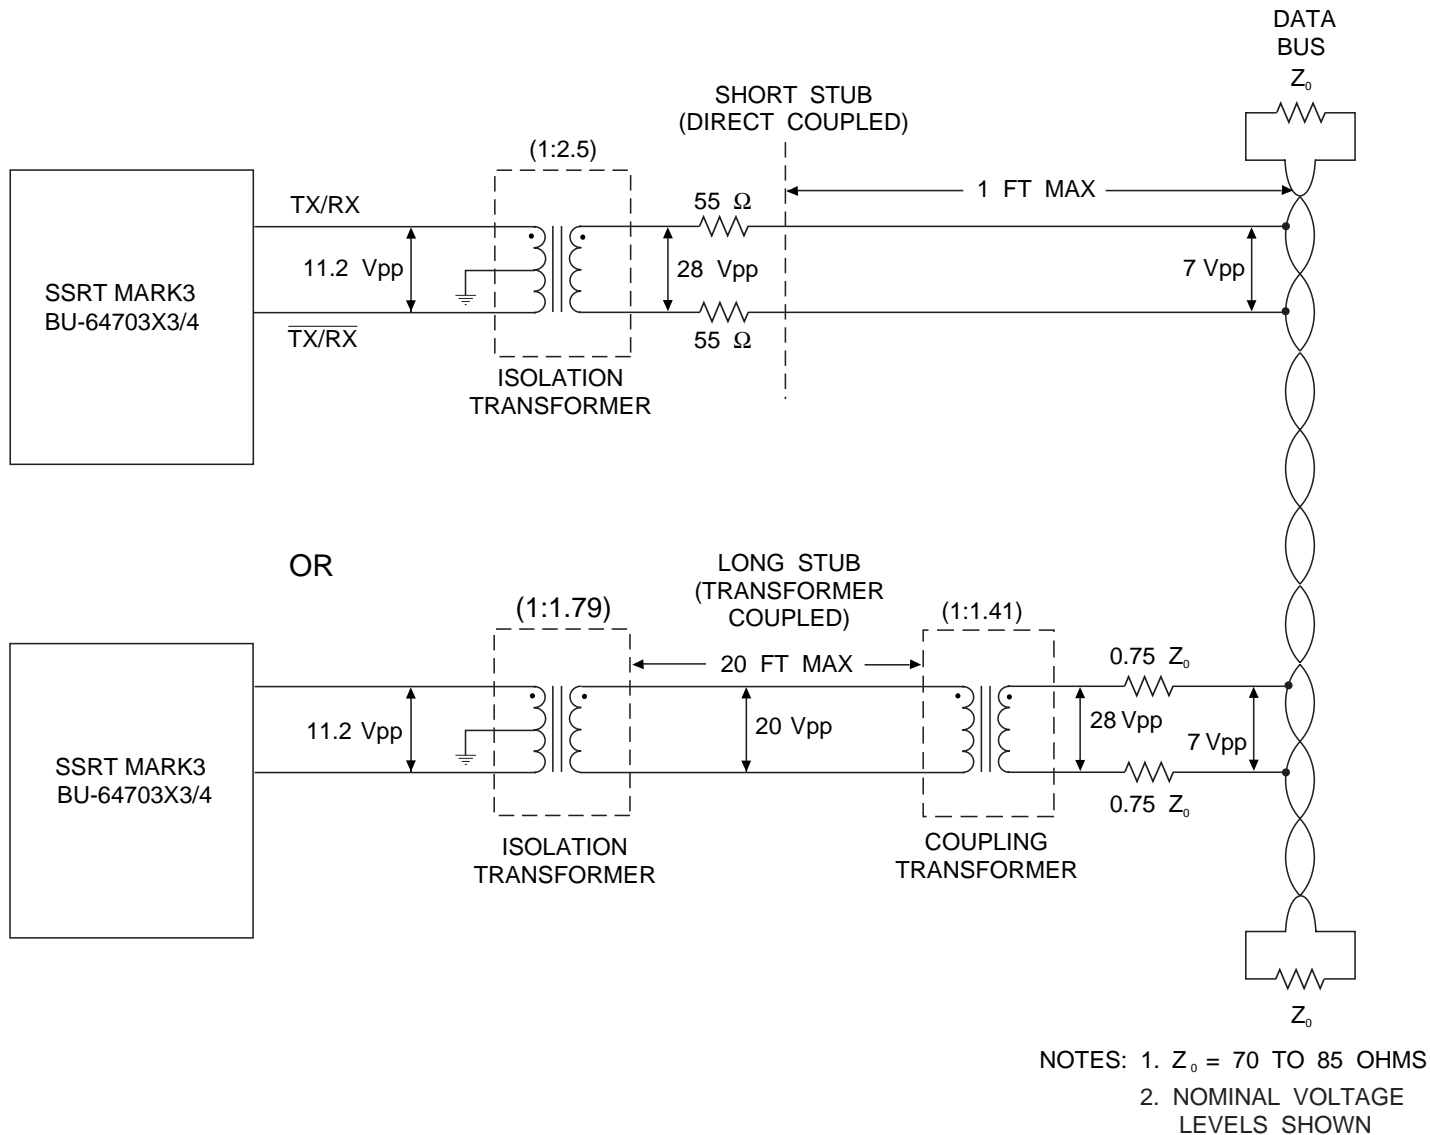 DATA
BUS
Z₀
SHORT STUB
(DIRECT COUPLED)
(1:2.5)
1 FT MAX
TX/RX
55 Ω
11.2 Vpp
28 Vpp
7 Vpp
SSRT MARK3
BU-64703X3/4
T̅X̅/̅R̅X̅
55 Ω
ISOLATION
TRANSFORMER
OR
LONG STUB
(TRANSFORMER
COUPLED)
(1:1.79)
(1:1.41)
20 FT MAX
0.75 Z₀
11.2 Vpp
20 Vpp
28 Vpp
7 Vpp
SSRT MARK3
BU-64703X3/4
0.75 Z₀
ISOLATION
TRANSFORMER
COUPLING
TRANSFORMER
Z₀
NOTES: 1. Z₀ = 70 TO 85 OHMS
2. NOMINAL VOLTAGE
LEVELS SHOWN